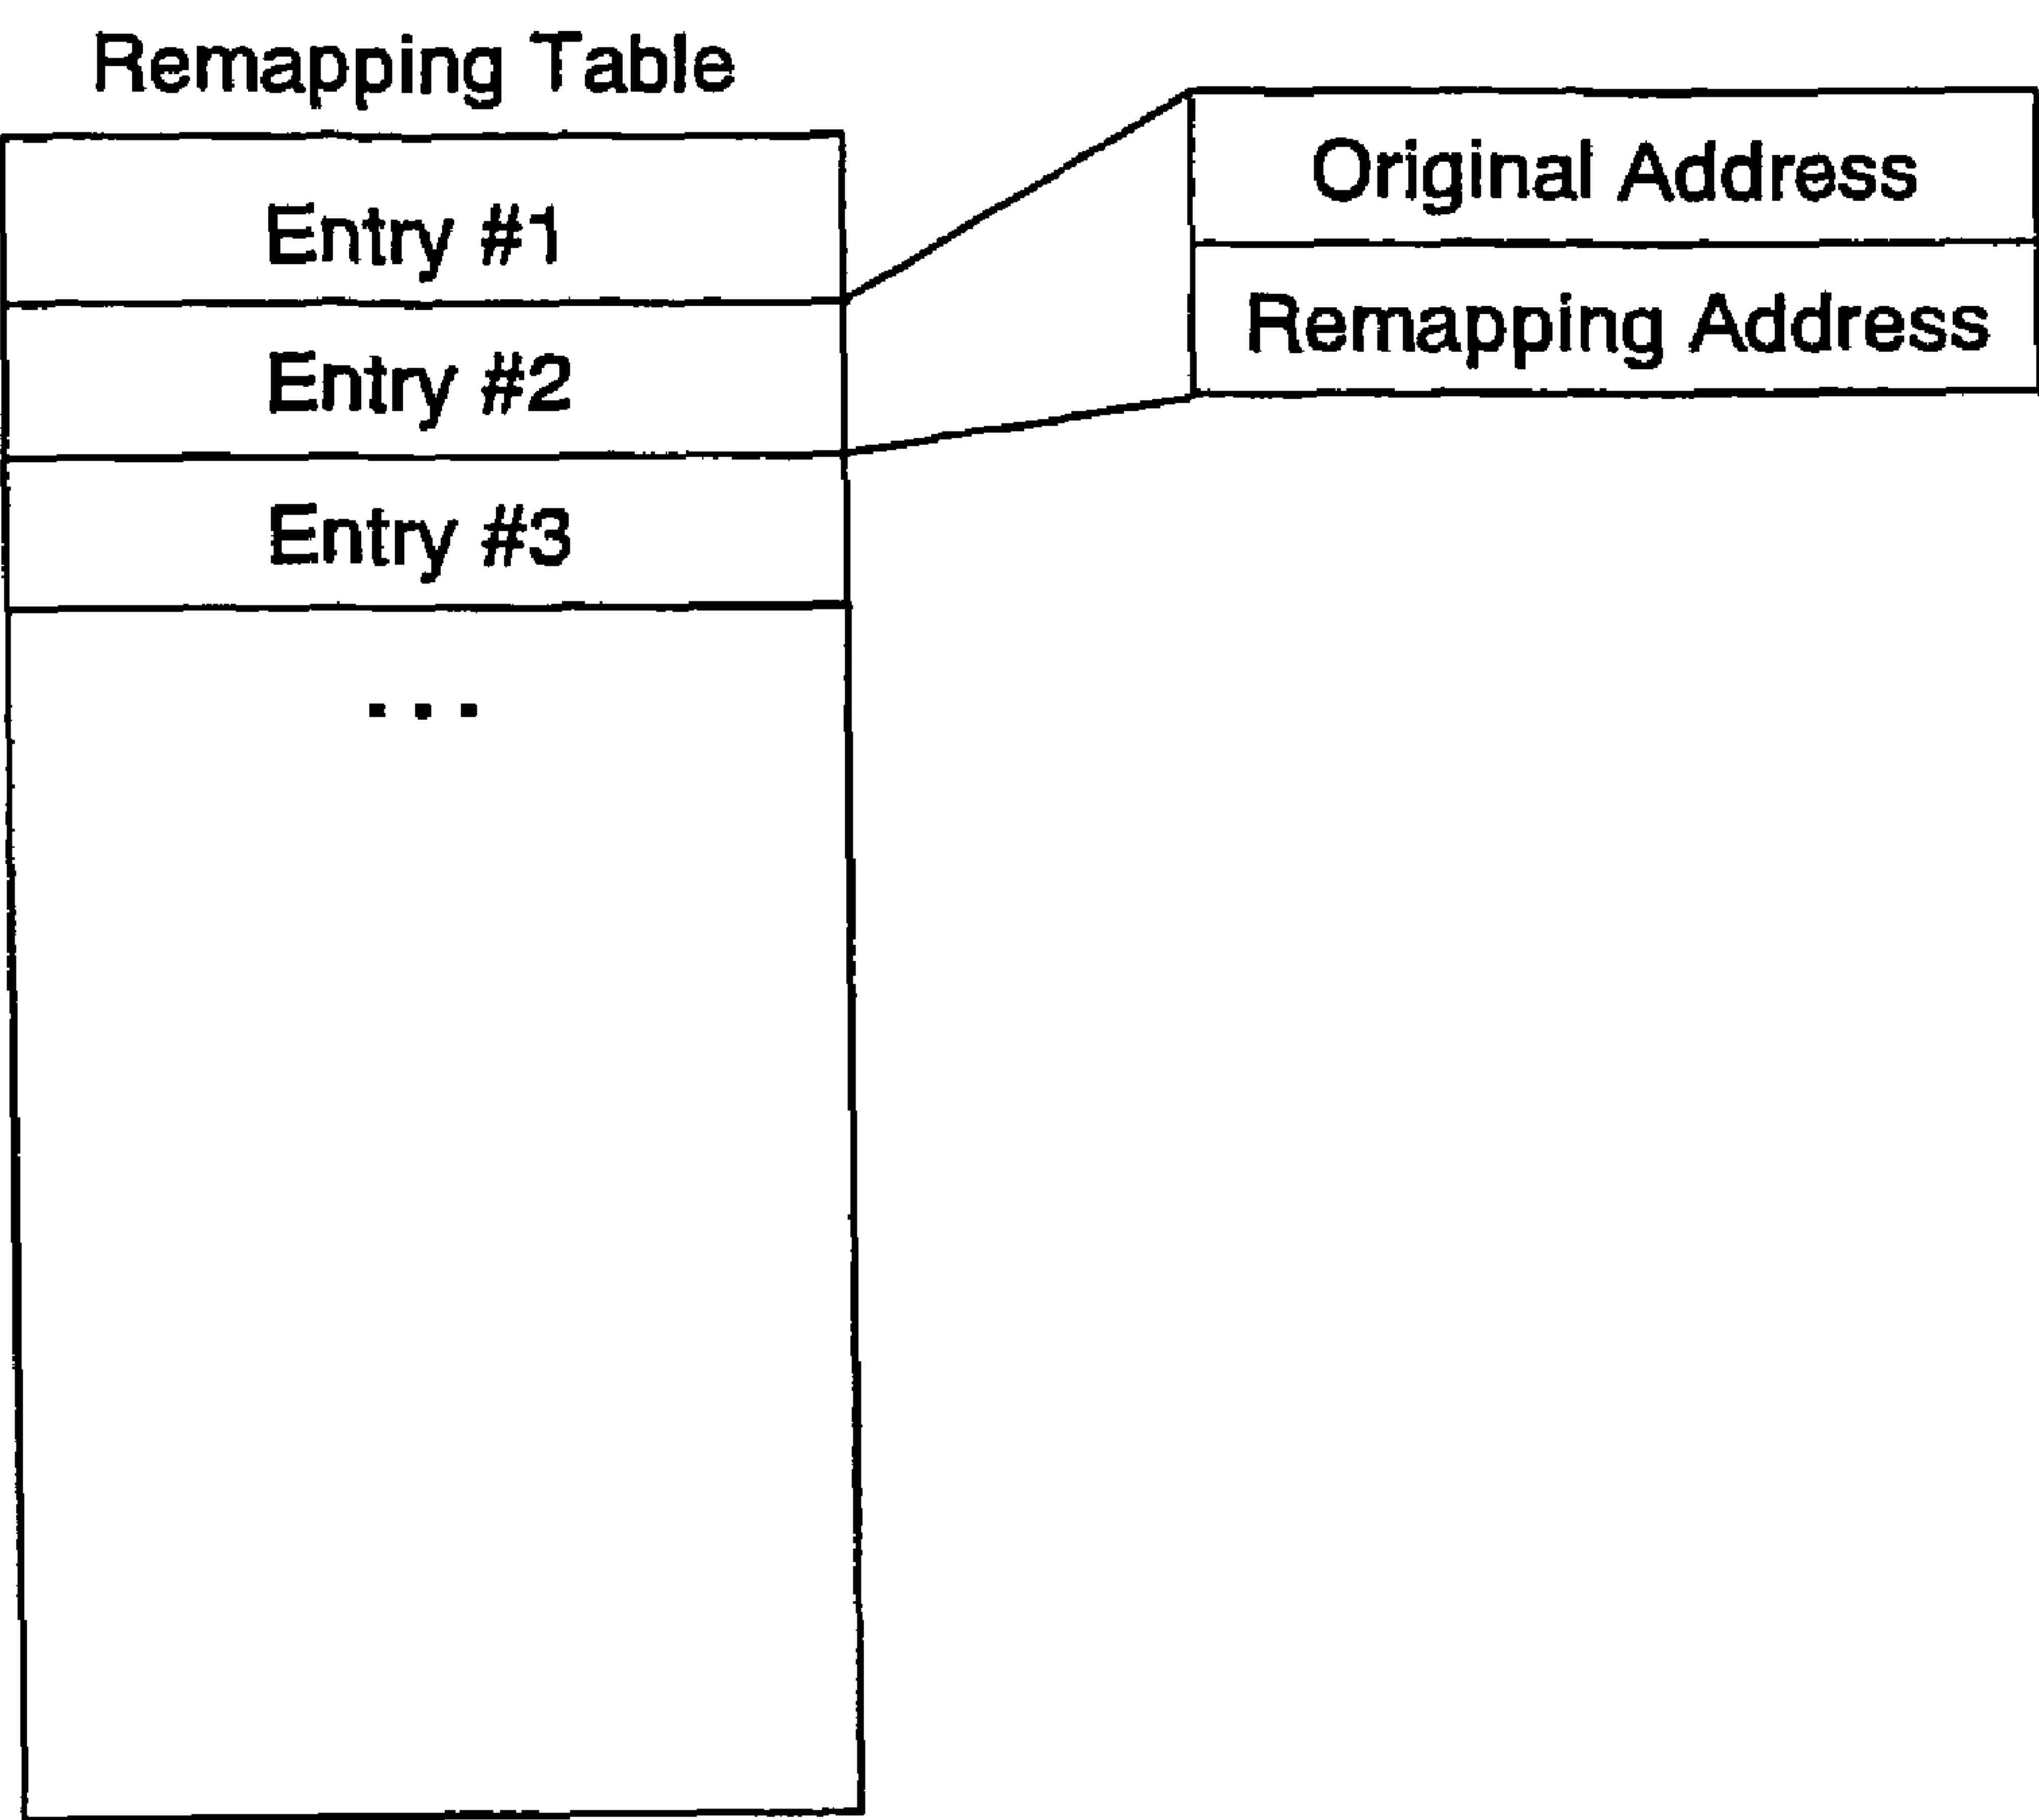 Remapping Table
Entry #1
Entry #2
Entry #3
...
Original Address
Remapping Address